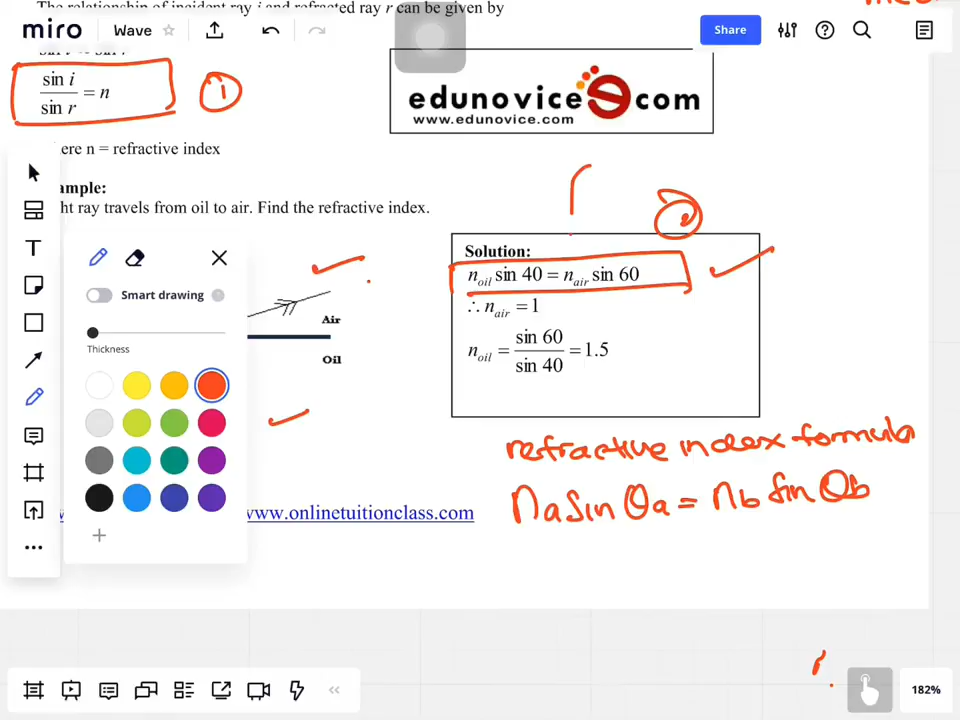 The relationship of incident ray i and refracted ray r can be given by
miro
Wave
Share
sin i
sin r
= n
1
edunovice e com
www.edunovice.com
ere n = refractive index
ample:
ht ray travels from oil to air. Find the refractive index.
2
Solution:
n_oil sin 40 = n_air sin 60
∴ n_air = 1
n_oil = sin 60 / sin 40 = 1.5
Smart drawing
Thickness
Air
Oil
refractive index formula
na sin θa = nb sin θb
www.onlinetuitionclass.com
182%